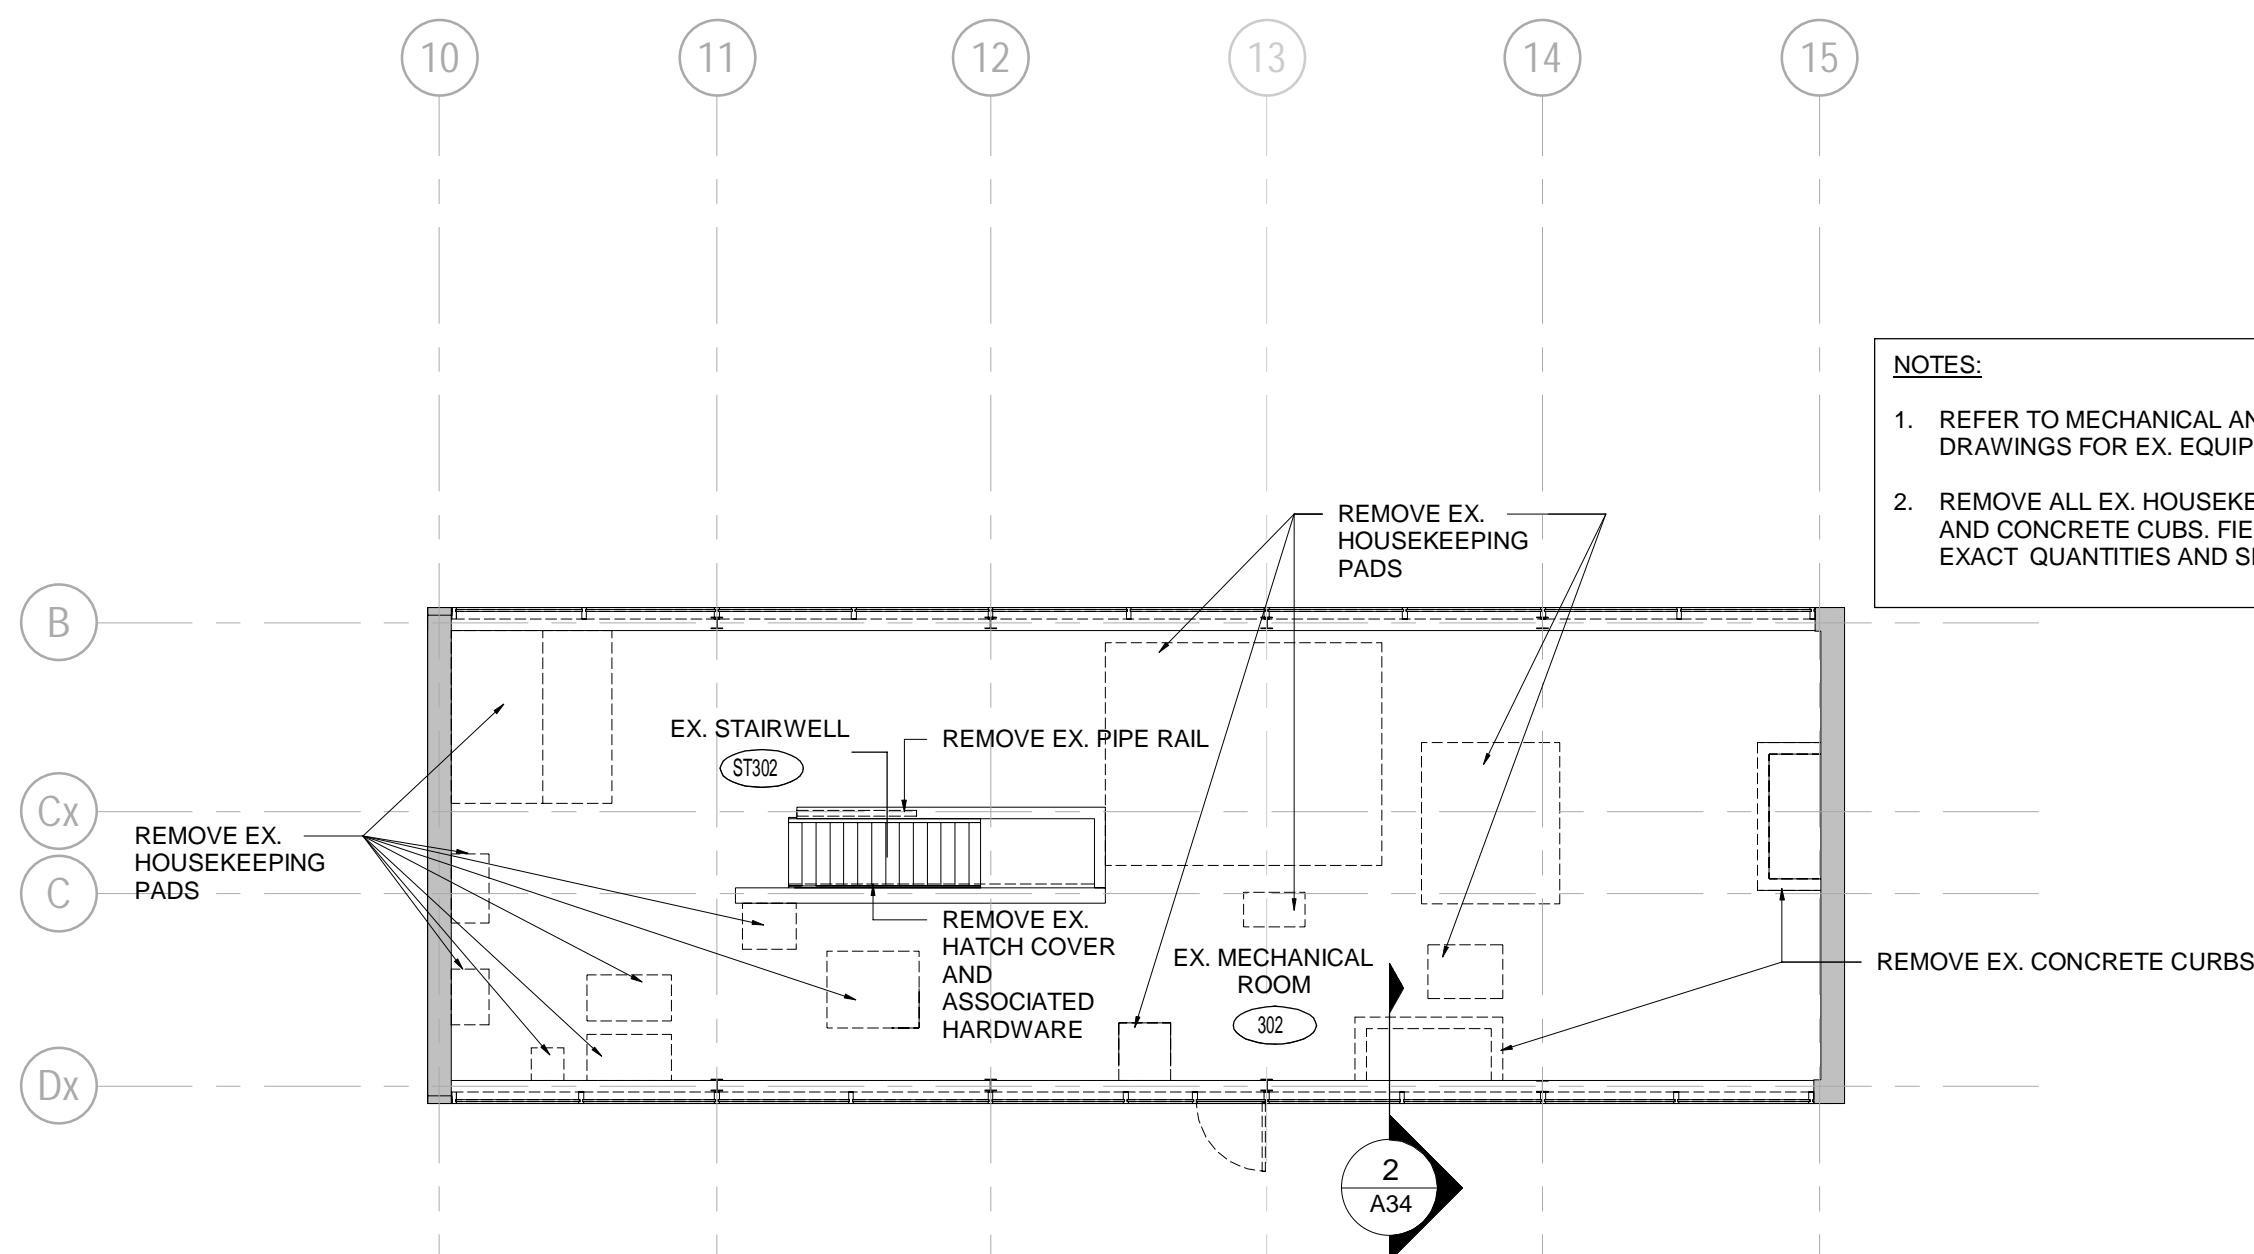 10
11
12
13
14
15
NOTES:
1. REFER TO MECHANICAL AN
DRAWINGS FOR EX. EQUIP
2. REMOVE ALL EX. HOUSEKE
AND CONCRETE CUBS. FIE
EXACT QUANTITIES AND S
REMOVE EX.
HOUSEKEEPING
PADS
B
EX. STAIRWELL
ST302
REMOVE EX. PIPE RAIL
Cx
REMOVE EX.
HOUSEKEEPING
PADS
C
REMOVE EX.
HATCH COVER
AND
ASSOCIATED
HARDWARE
EX. MECHANICAL
ROOM
302
REMOVE EX. CONCRETE CURBS
Dx
2
A34